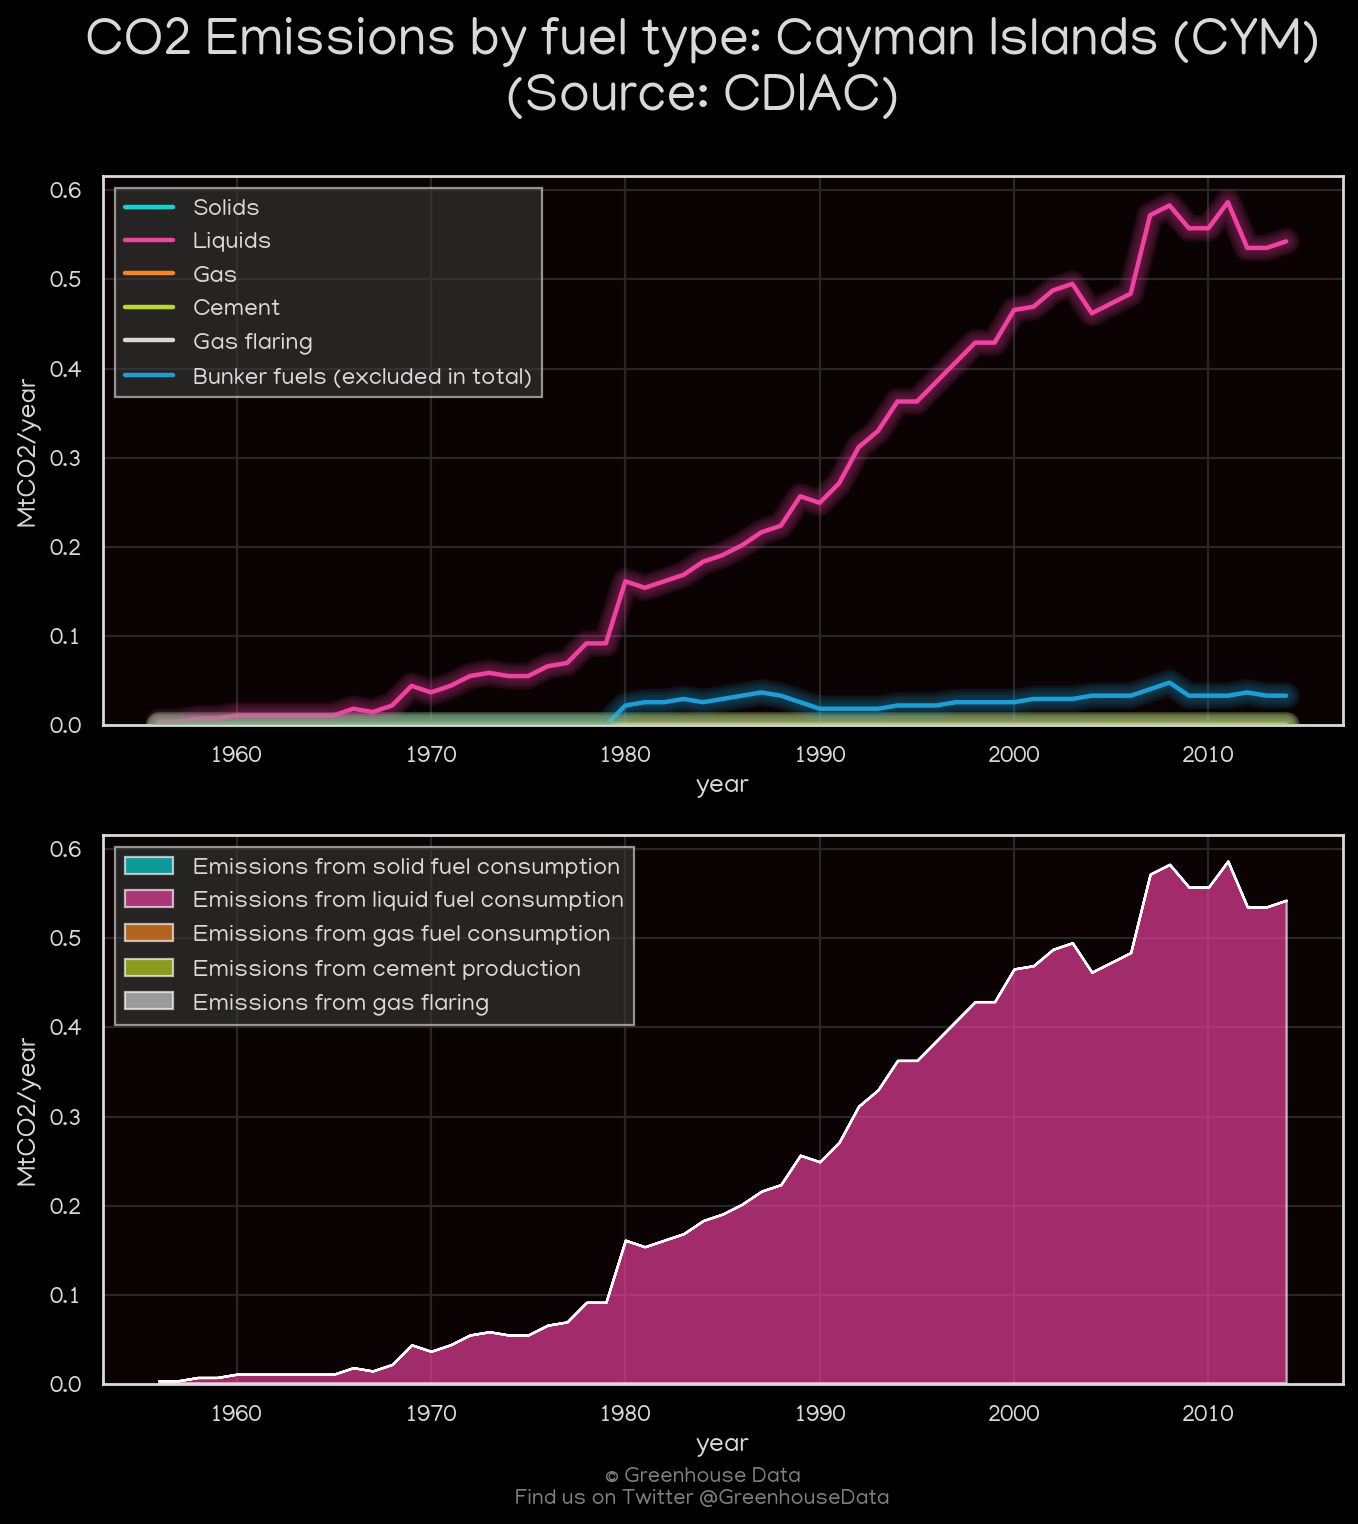 CO2 Emissions by fuel type: Cayman Islands (CYM)
(Source: CDIAC)
0.6
0.5
0.4
0.3
0.2
0.1
0.0
MtCO2/year
Solids
Liquids
Gas
Cement
Gas flaring
Bunker fuels (excluded in total)
1960 1970 1980 1990 2000 2010
year
0.6
0.5
0.4
0.3
0.2
0.1
0.0
MtCO2/year
Emissions from solid fuel consumption
Emissions from liquid fuel consumption
Emissions from gas fuel consumption
Emissions from cement production
Emissions from gas flaring
1960 1970 1980 1990 2000 2010
year
© Greenhouse Data
Find us on Twitter @GreenhouseData